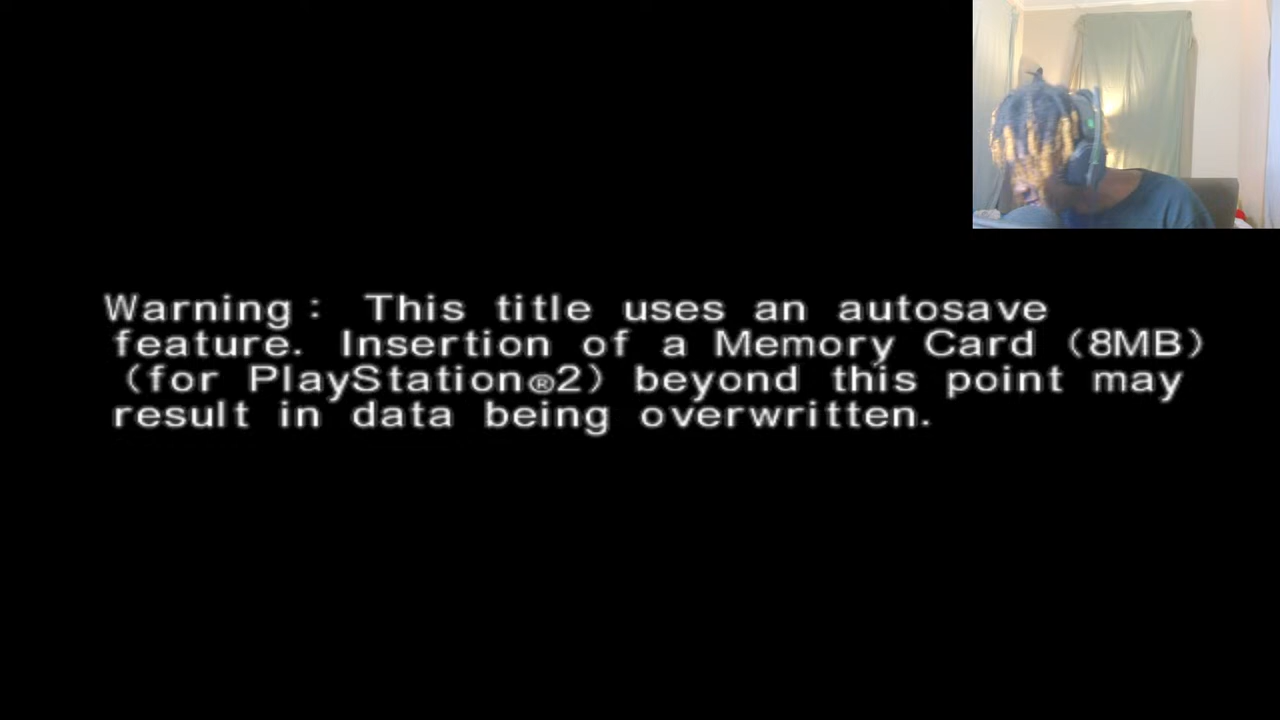 Warning: This title uses an autosave
feature. Insertion of a Memory Card (8MB)
(for PlayStation®2) beyond this point may
result in data being overwritten.